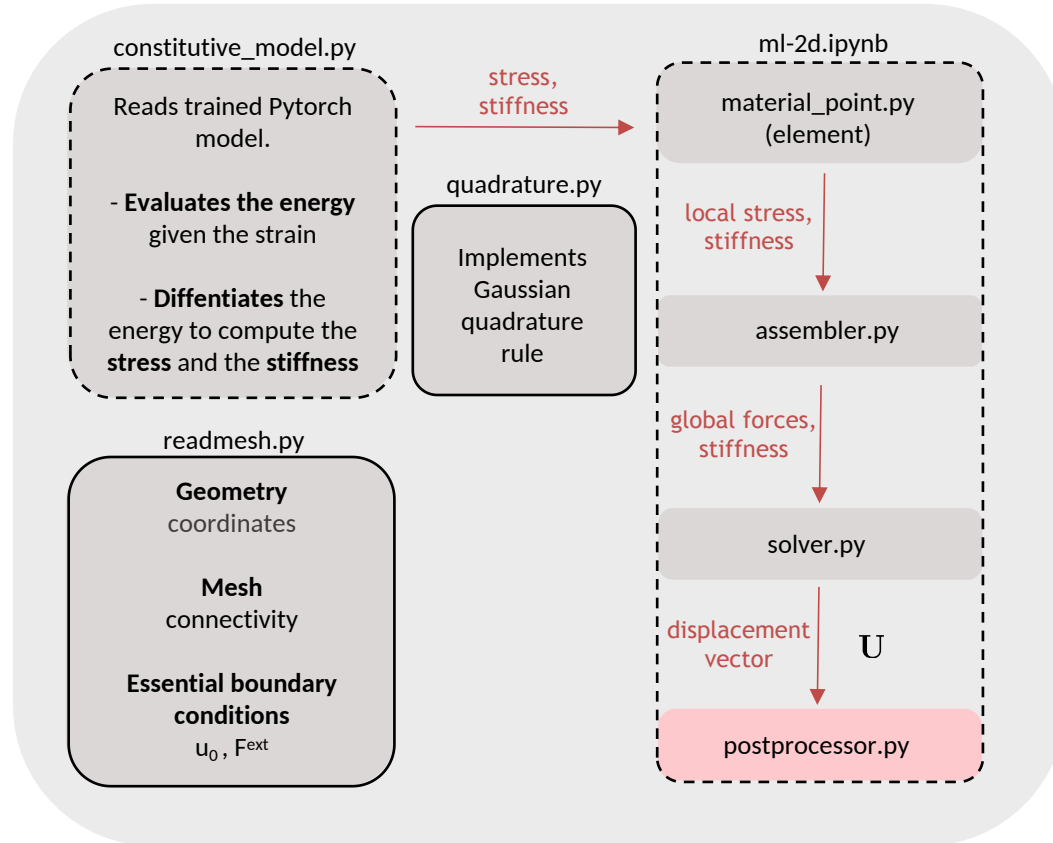 constitutive_model.py
Reads trained Pytorch
model.
- Evaluates the energy
given the strain
- Diffentiates the
energy to compute the
stress and the stiffness
stress,
stiffness
quadrature.py
Implements
Gaussian
quadrature
rule
readmesh.py
Geometry
coordinates
Mesh
connectivity
Essential boundary
conditions
u₀ , Fᵉˣᵗ
ml-2d.ipynb
material_point.py
(element)
local stress,
stiffness
assembler.py
global forces,
stiffness
solver.py
displacement
vector
U
postprocessor.py